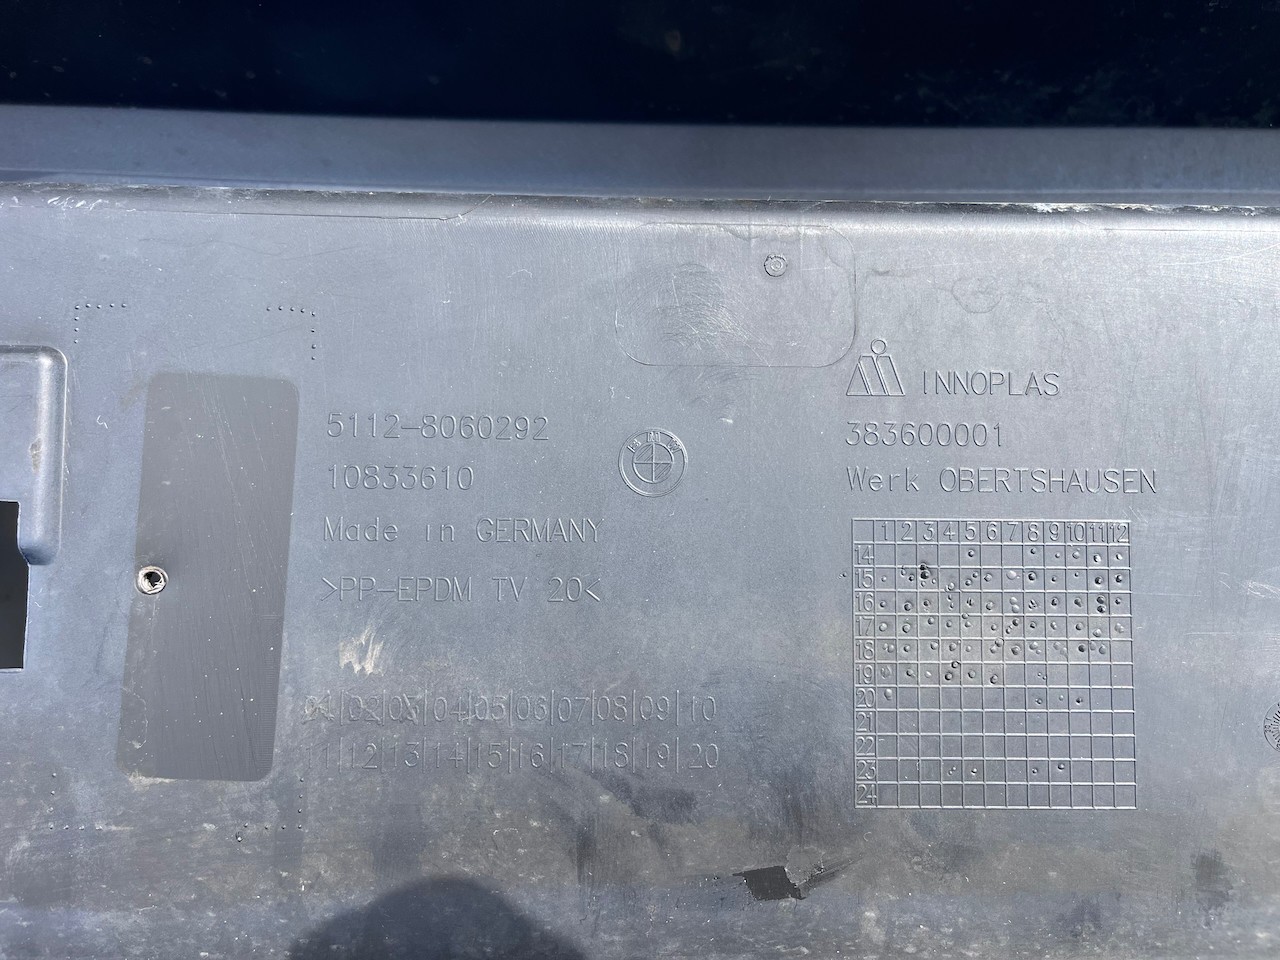 5112-8060292
10833610
Made in GERMANY
>PP-EPDM TV 20<
01|02|03|04|05|06|07|08|09|10
11|12|13|14|15|16|17|18|19|20
BMW
INNOPLAS
383600001
Werk OBERTSHAUSEN
1 2 3 4 5 6 7 8 9 10 11 12
14
15
16
17
18
19
20
21
22
23
24